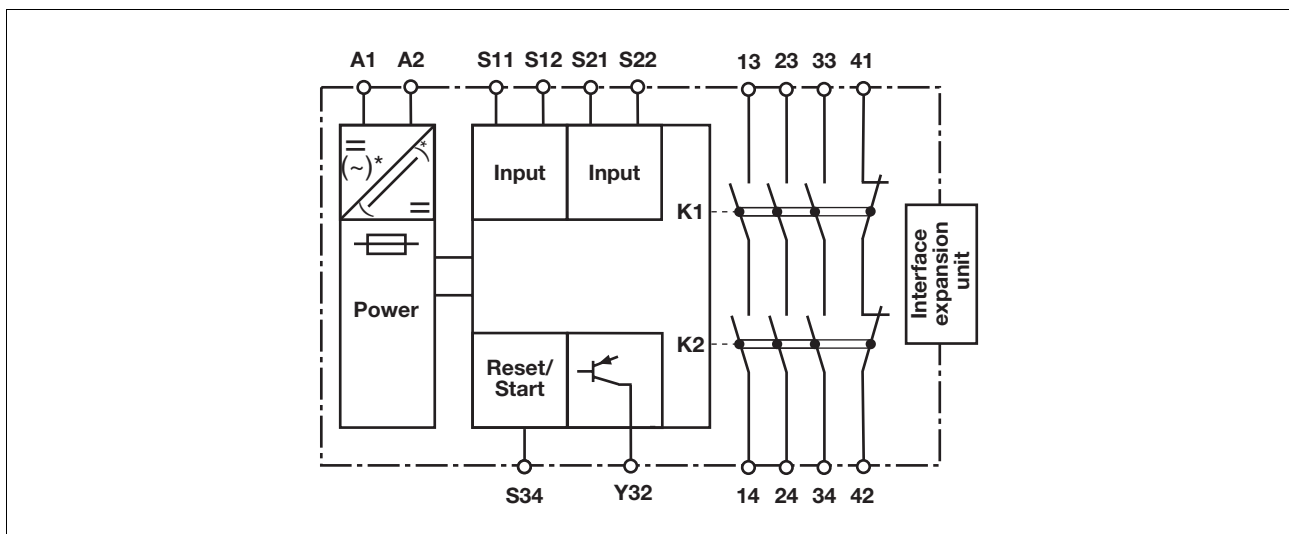 A1 A2 S11 S12 S21 S22 13 23 33 41
=
(~)*
( * )
=
Input Input
K1
Interface
expansion
unit
Power
K2
Reset/
Start
S34 Y32 14 24 34 42